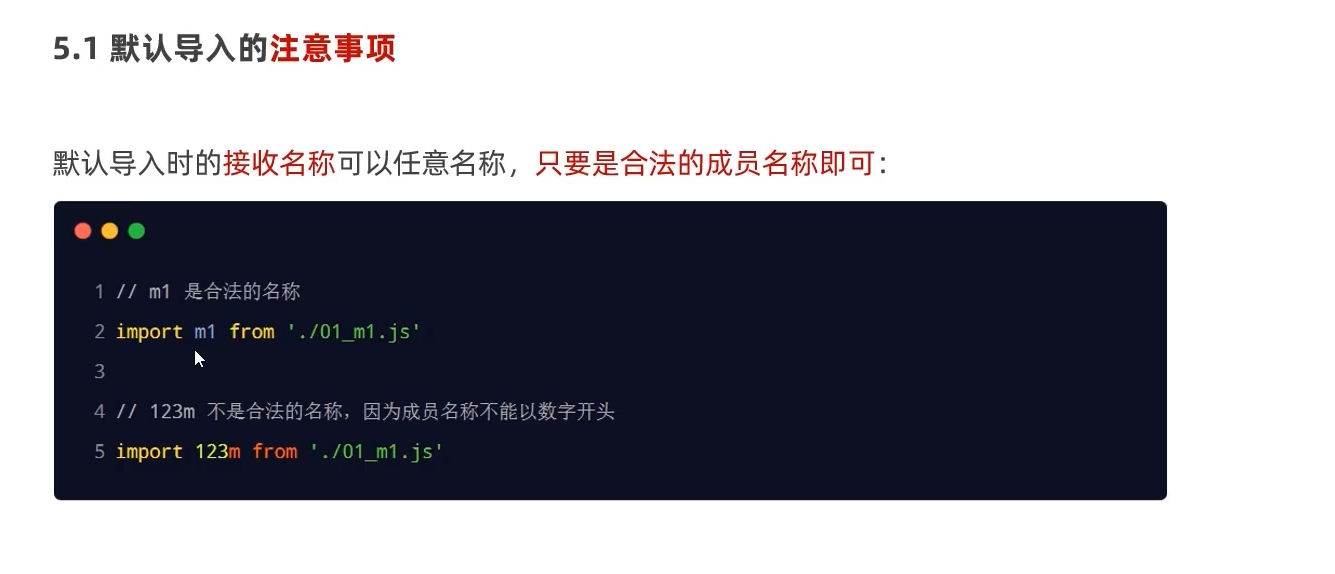 5.1 默认导入的注意事项
默认导入时的接收名称可以任意名称，只要是合法的成员名称即可：
1 // m1 是合法的名称
2 import m1 from './01_m1.js'
3
4 // 123m 不是合法的名称，因为成员名称不能以数字开头
5 import 123m from './01_m1.js'